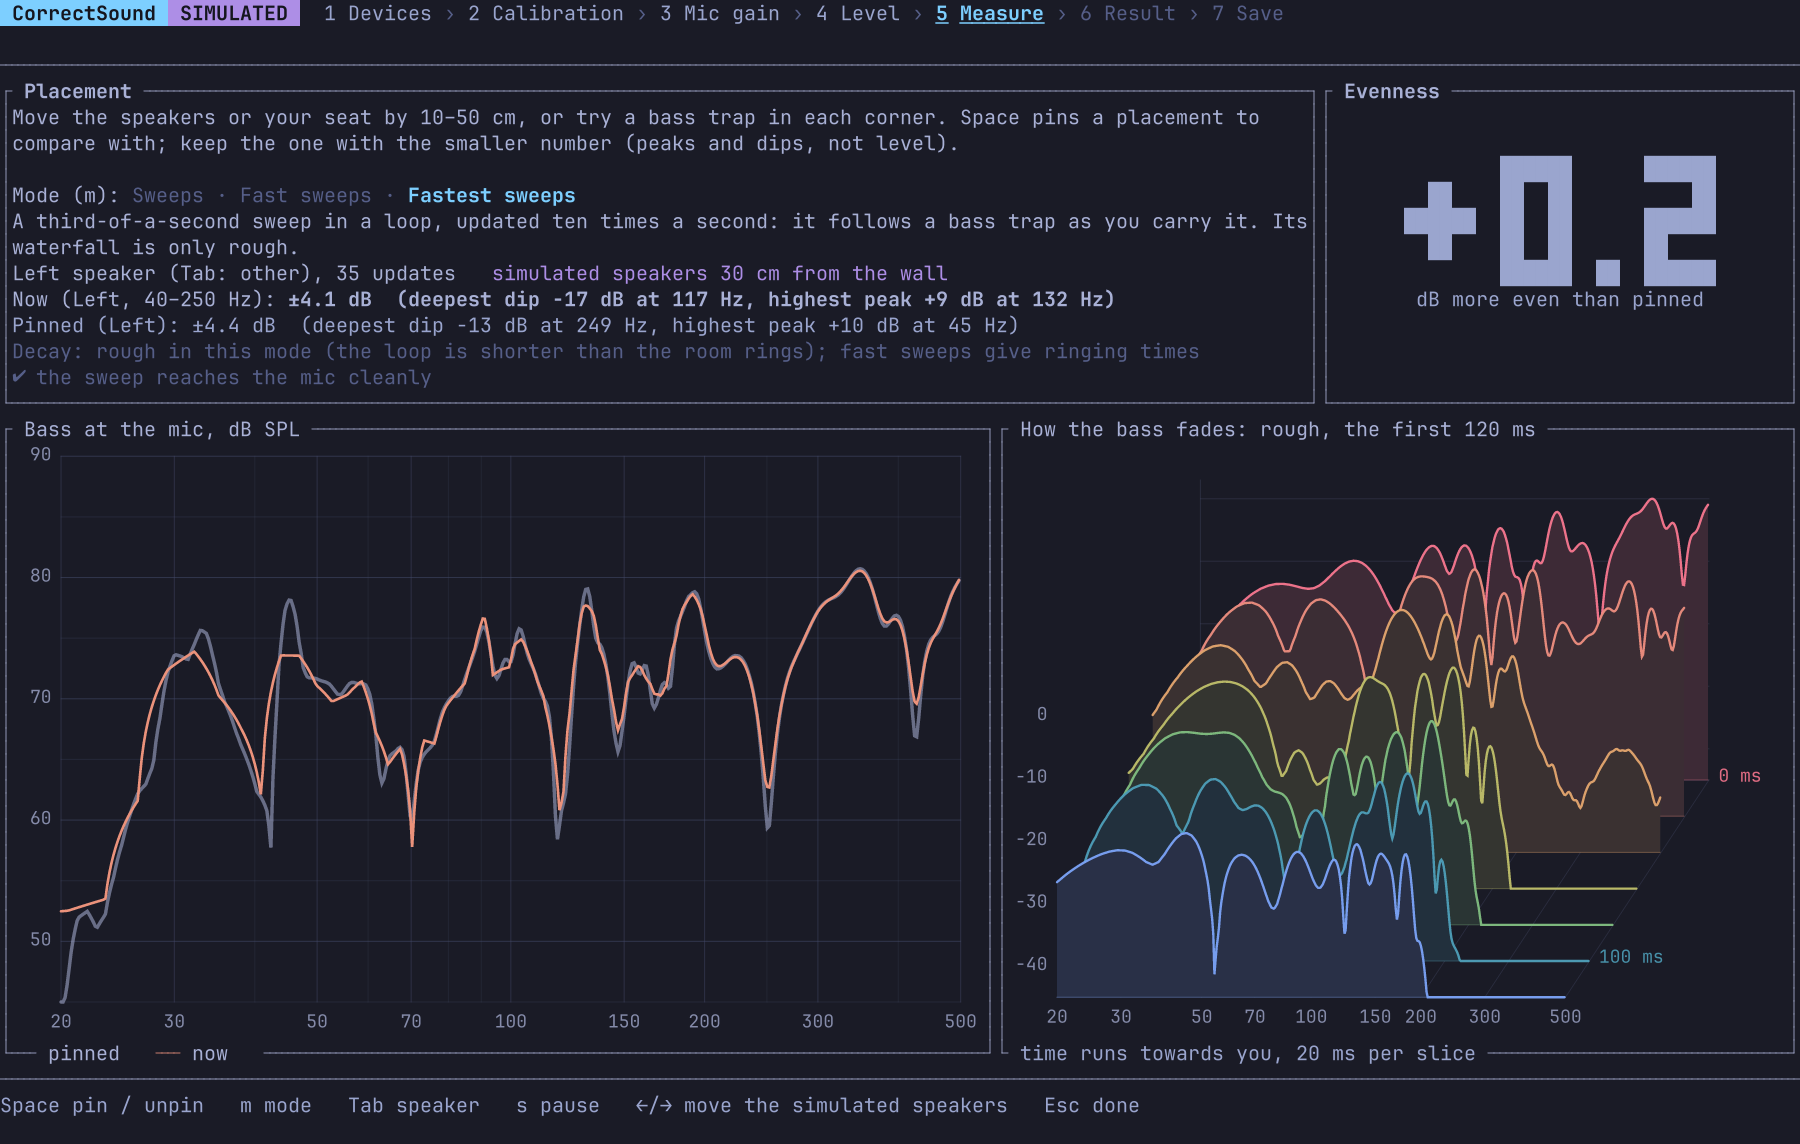 CorrectSound SIMULATED 1 Devices › 2 Calibration › 3 Mic gain › 4 Level › 5 Measure › 6 Result › 7 Save
Placement
Move the speakers or your seat by 10–50 cm, or try a bass trap in each corner. Space pins a placement to
compare with; keep the one with the smaller number (peaks and dips, not level).
Mode (m): Sweeps · Fast sweeps · Fastest sweeps
A third-of-a-second sweep in a loop, updated ten times a second: it follows a bass trap as you carry it. Its
waterfall is only rough.
Left speaker (Tab: other), 35 updates simulated speakers 30 cm from the wall
Now (Left, 40–250 Hz): ±4.1 dB (deepest dip -17 dB at 117 Hz, highest peak +9 dB at 132 Hz)
Pinned (Left): ±4.4 dB (deepest dip -13 dB at 249 Hz, highest peak +10 dB at 45 Hz)
Decay: rough in this mode (the loop is shorter than the room rings); fast sweeps give ringing times
✔ the sweep reaches the mic cleanly
Evenness
+0.2
dB more even than pinned
Bass at the mic, dB SPL
90
80
70
60
50
20 30 50 70 100 150 200 300 500
pinned now
How the bass fades: rough, the first 120 ms
0
-10
-20
-30
-40
0 ms
100 ms
20 30 50 70 100 150 200 300 500
time runs towards you, 20 ms per slice
Space pin / unpin m mode Tab speaker s pause ←/→ move the simulated speakers Esc done